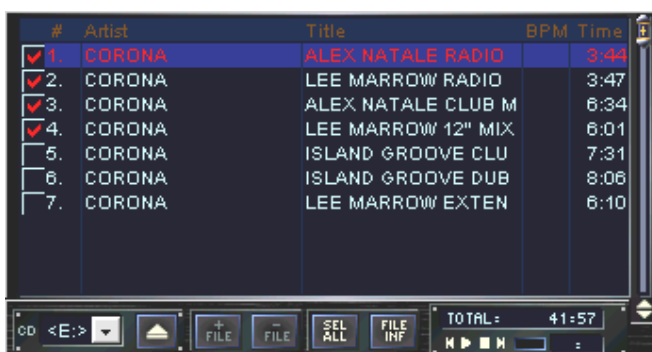 # Artist Title BPM Time
1. CORONA ALEX NATALE RADIO 3:44
2. CORONA LEE MARROW RADIO 3:47
3. CORONA ALEX NATALE CLUB M 6:34
4. CORONA LEE MARROW 12" MIX 6:01
5. CORONA ISLAND GROOVE CLU 7:31
6. CORONA ISLAND GROOVE DUB 8:06
7. CORONA LEE MARROW EXTEN 6:10
CD <E:> + FILE - FILE SEL ALL FILE INF TOTAL: 41:57
: